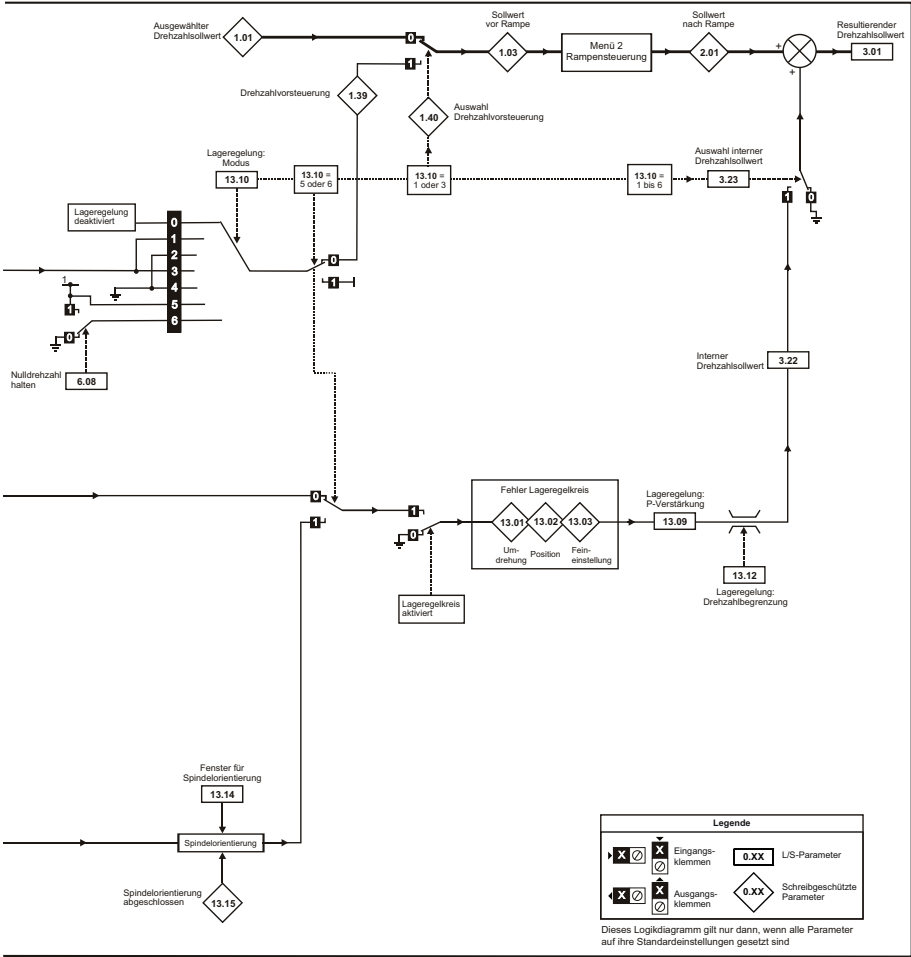 Ausgewählter
Drehzahlsollwert
1.01
0
1
Sollwert
vor Rampe
1.03
Menü 2
Rampensteuerung
Sollwert
nach Rampe
2.01
+
+
Resultierender
Drehzahlsollwert
3.01
Drehzahlvorsteuerung
1.39
1.40
Auswahl
Drehzahlvorsteuerung
Lageregelung:
Modus
13.10
13.10 =
5 oder 6
13.10 =
1 oder 3
13.10 =
1 bis 6
Auswahl interner
Drehzahlsollwert
3.23
1
0
Lageregelung
deaktiviert
0
1
2
3
4
5
6
0
1
1
1
0
Nulldrehzahl
halten
6.08
Interner
Drehzahlsollwert
3.22
0
1
1
0
Fehler Lageregelkreis
13.01
13.02
13.03
Um-
drehung
Position
Fein-
einstellung
Lageregelung:
P-Verstärkung
13.09
13.12
Lageregelung:
Drehzahlbegrenzung
Lageregelkreis
aktiviert
Fenster für
Spindelorientierung
13.14
Spindelorientierung
Spindelorientierung
abgeschlossen
13.15
Legende
X
X
Eingangs-
klemmen
0.XX
L/S-Parameter
X
X
Ausgangs-
klemmen
0.XX
Schreibgeschützte
Parameter
Dieses Logikdiagramm gilt nur dann, wenn alle Parameter
auf ihre Standardeinstellungen gesetzt sind